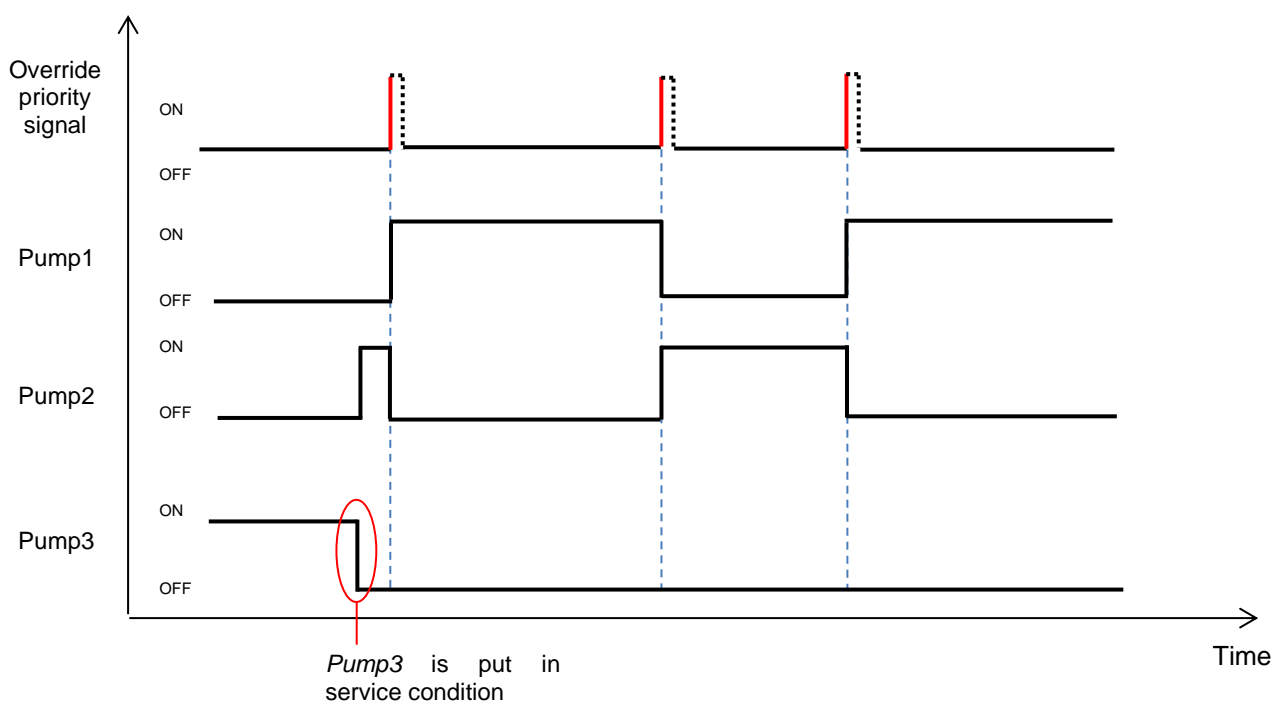 Override
priority
signal
ON
OFF
Pump1
ON
OFF
Pump2
ON
OFF
Pump3
ON
OFF
Pump3 is put in
service condition
Time